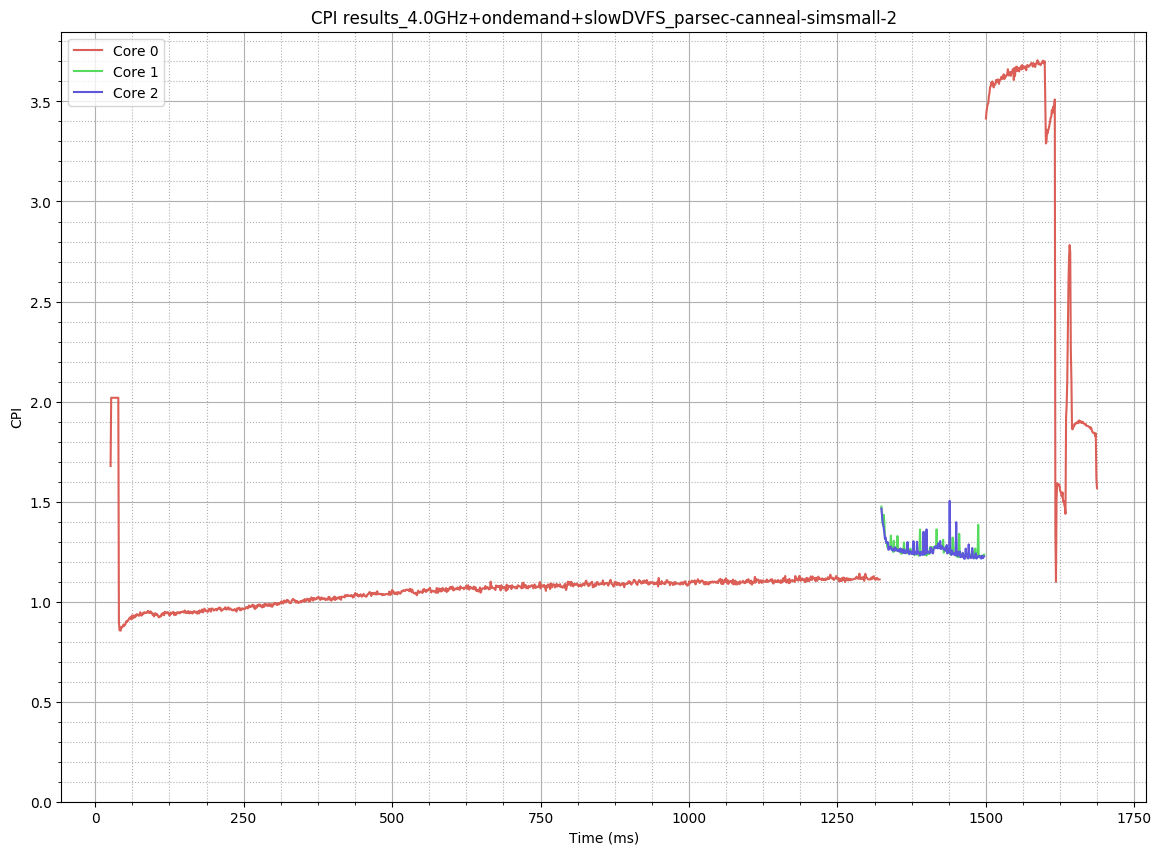 CPI results_4.0GHz+ondemand+slowDVFS_parsec-canneal-simsmall-2
Core 0
Core 1
Core 2
3.5
3.0
2.5
2.0
1.5
1.0
0.5
0.0
CPI
0 250 500 750 1000 1250 1500 1750
Time (ms)